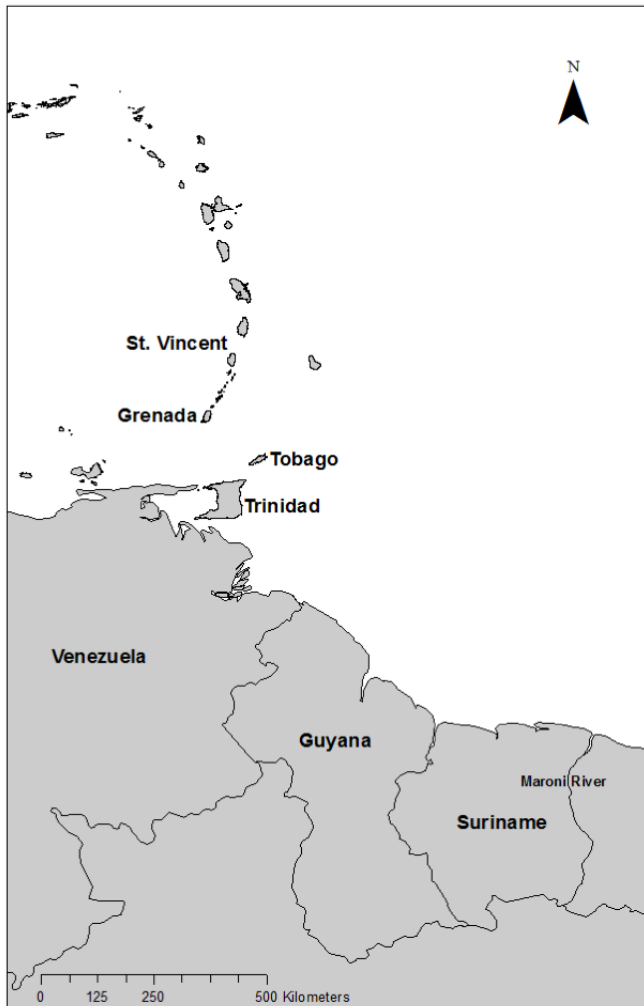 N
St. Vincent
Grenada
Tobago
Trinidad
Venezuela
Guyana
Maroni River
Suriname
0 125 250 500 Kilometers